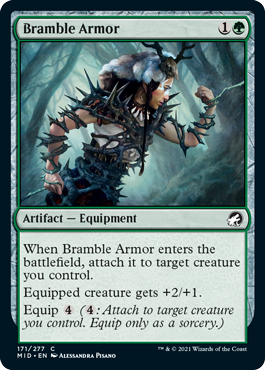 Bramble Armor 1
Artifact — Equipment
When Bramble Armor enters the
battlefield, attach it to target creature
you control.
Equipped creature gets +2/+1.
Equip 4 (4: Attach to target creature
you control. Equip only as a sorcery.)
171/277 C
MID • EN Alessandra Pisano
™ & © 2021 Wizards of the Coast